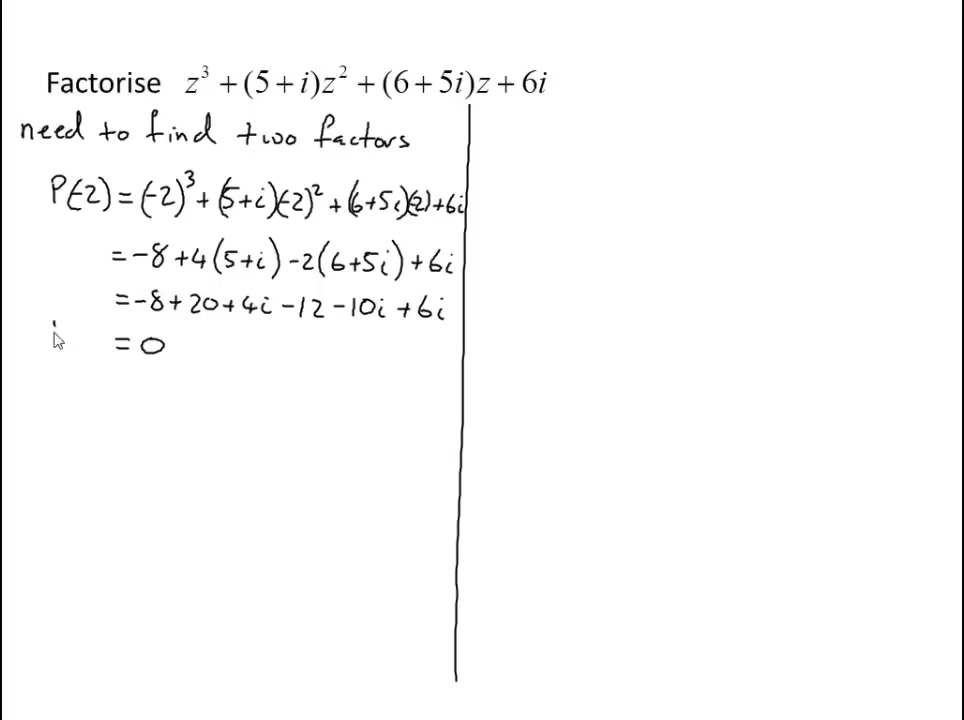 Factorise z³ + (5 + i)z² + (6 + 5i)z + 6i
need to find two factors
P(-2) = (-2)³ + (5+i)(-2)² + (6+5i)(-2) + 6i
= -8 + 4(5+i) - 2(6+5i) + 6i
= -8 + 20 + 4i - 12 - 10i + 6i
= 0